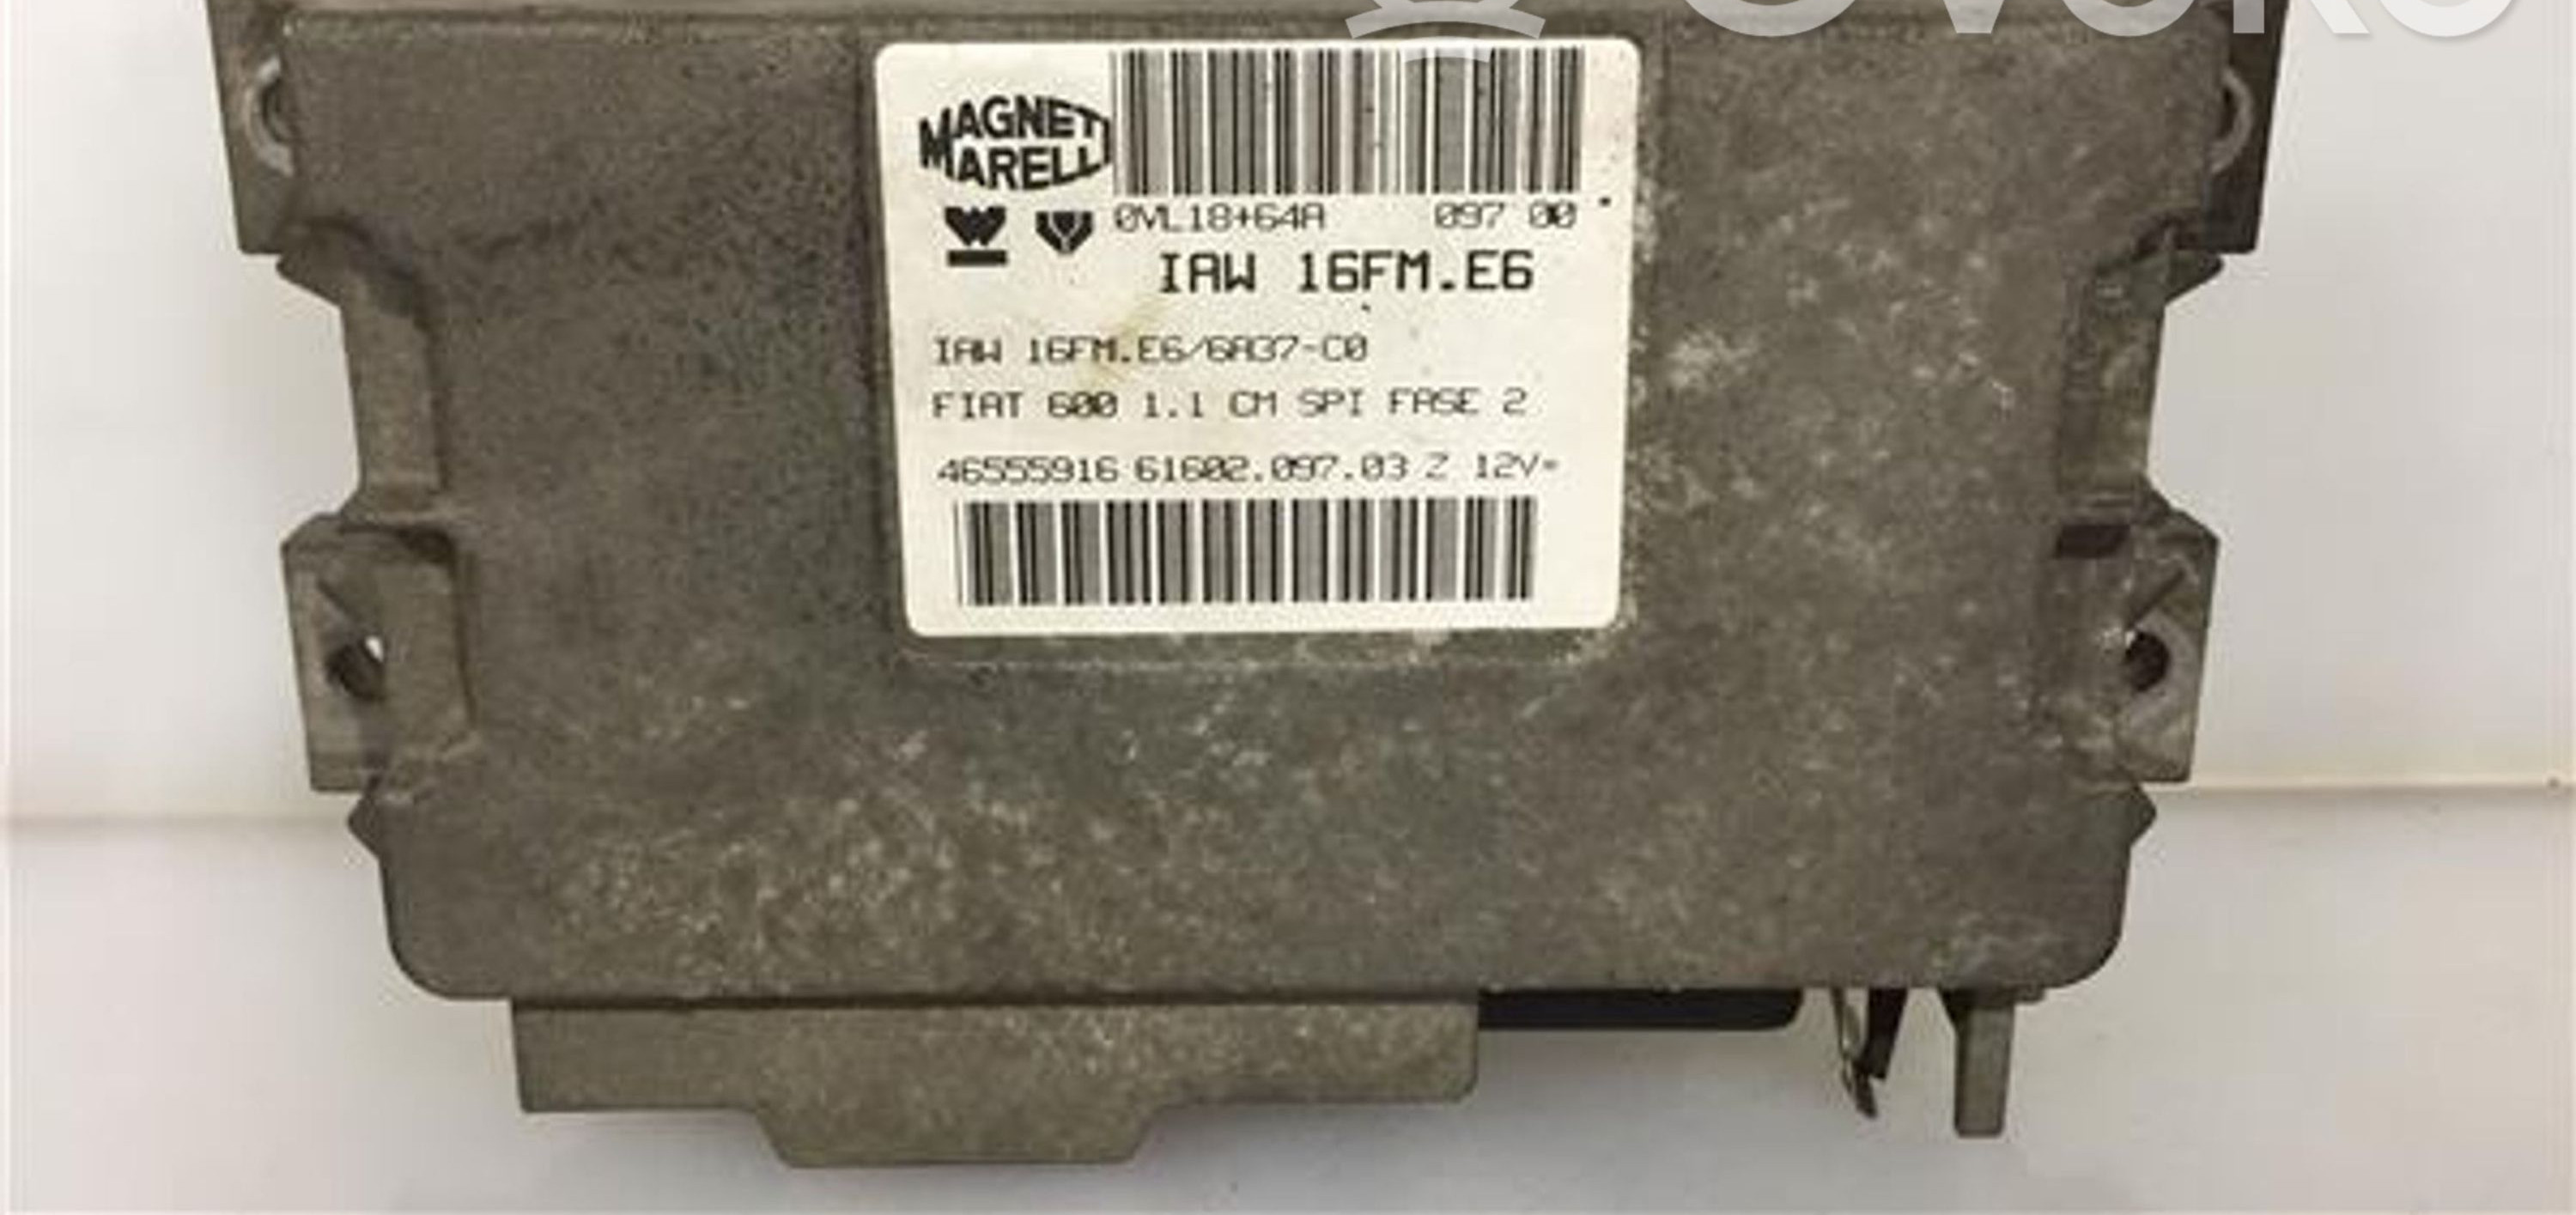 MAGNETI
MARELLI
0VL18+64A 097 00
IAW 16FM.E6
IAW 16FM.E6/6A37-C0
FIAT 600 1.1 CM SPI FASE 2
46555916 61602.097.03 Z 12V=